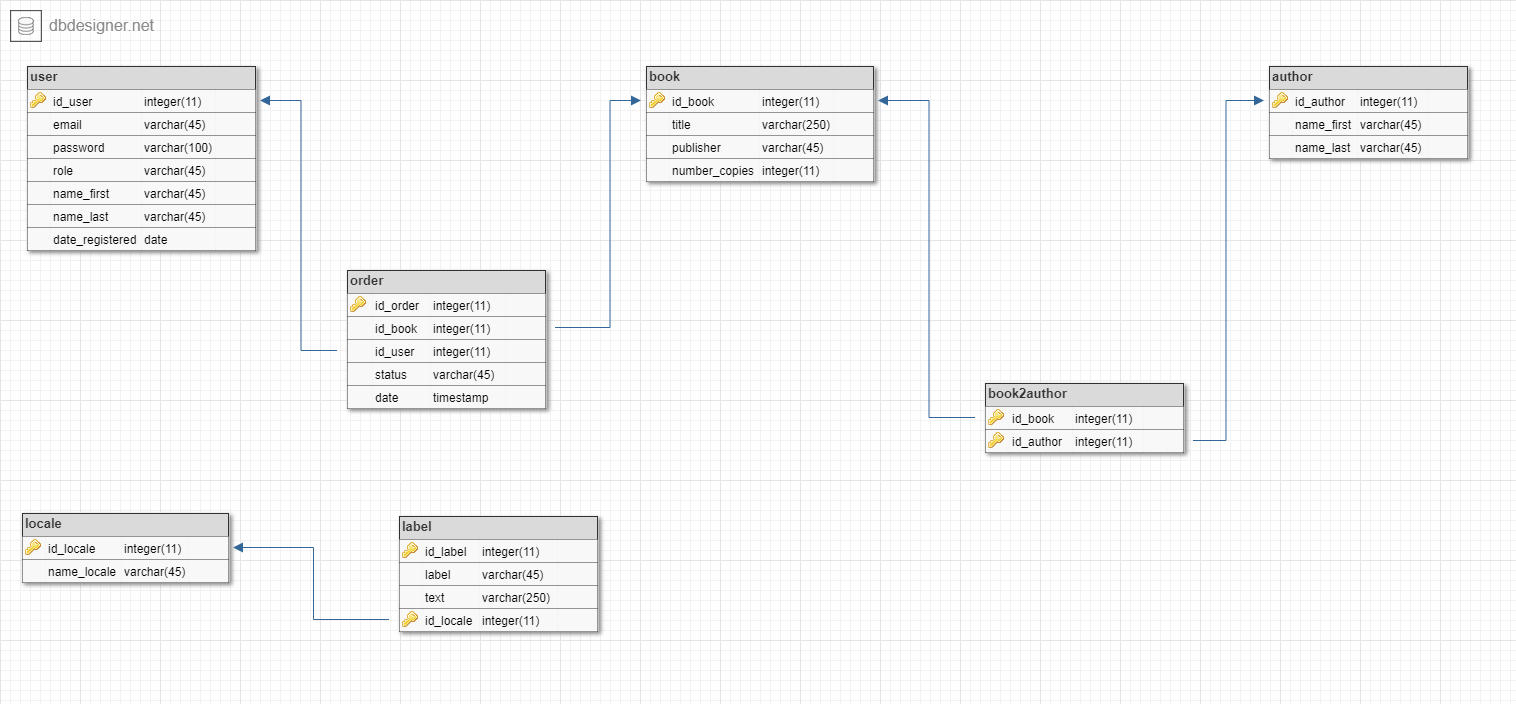 dbdesigner.net
user
id_user integer(11)
email varchar(45)
password varchar(100)
role varchar(45)
name_first varchar(45)
name_last varchar(45)
date_registered date
book
id_book integer(11)
title varchar(250)
publisher varchar(45)
number_copies integer(11)
author
id_author integer(11)
name_first varchar(45)
name_last varchar(45)
order
id_order integer(11)
id_book integer(11)
id_user integer(11)
status varchar(45)
date timestamp
book2author
id_book integer(11)
id_author integer(11)
locale
id_locale integer(11)
name_locale varchar(45)
label
id_label integer(11)
label varchar(45)
text varchar(250)
id_locale integer(11)